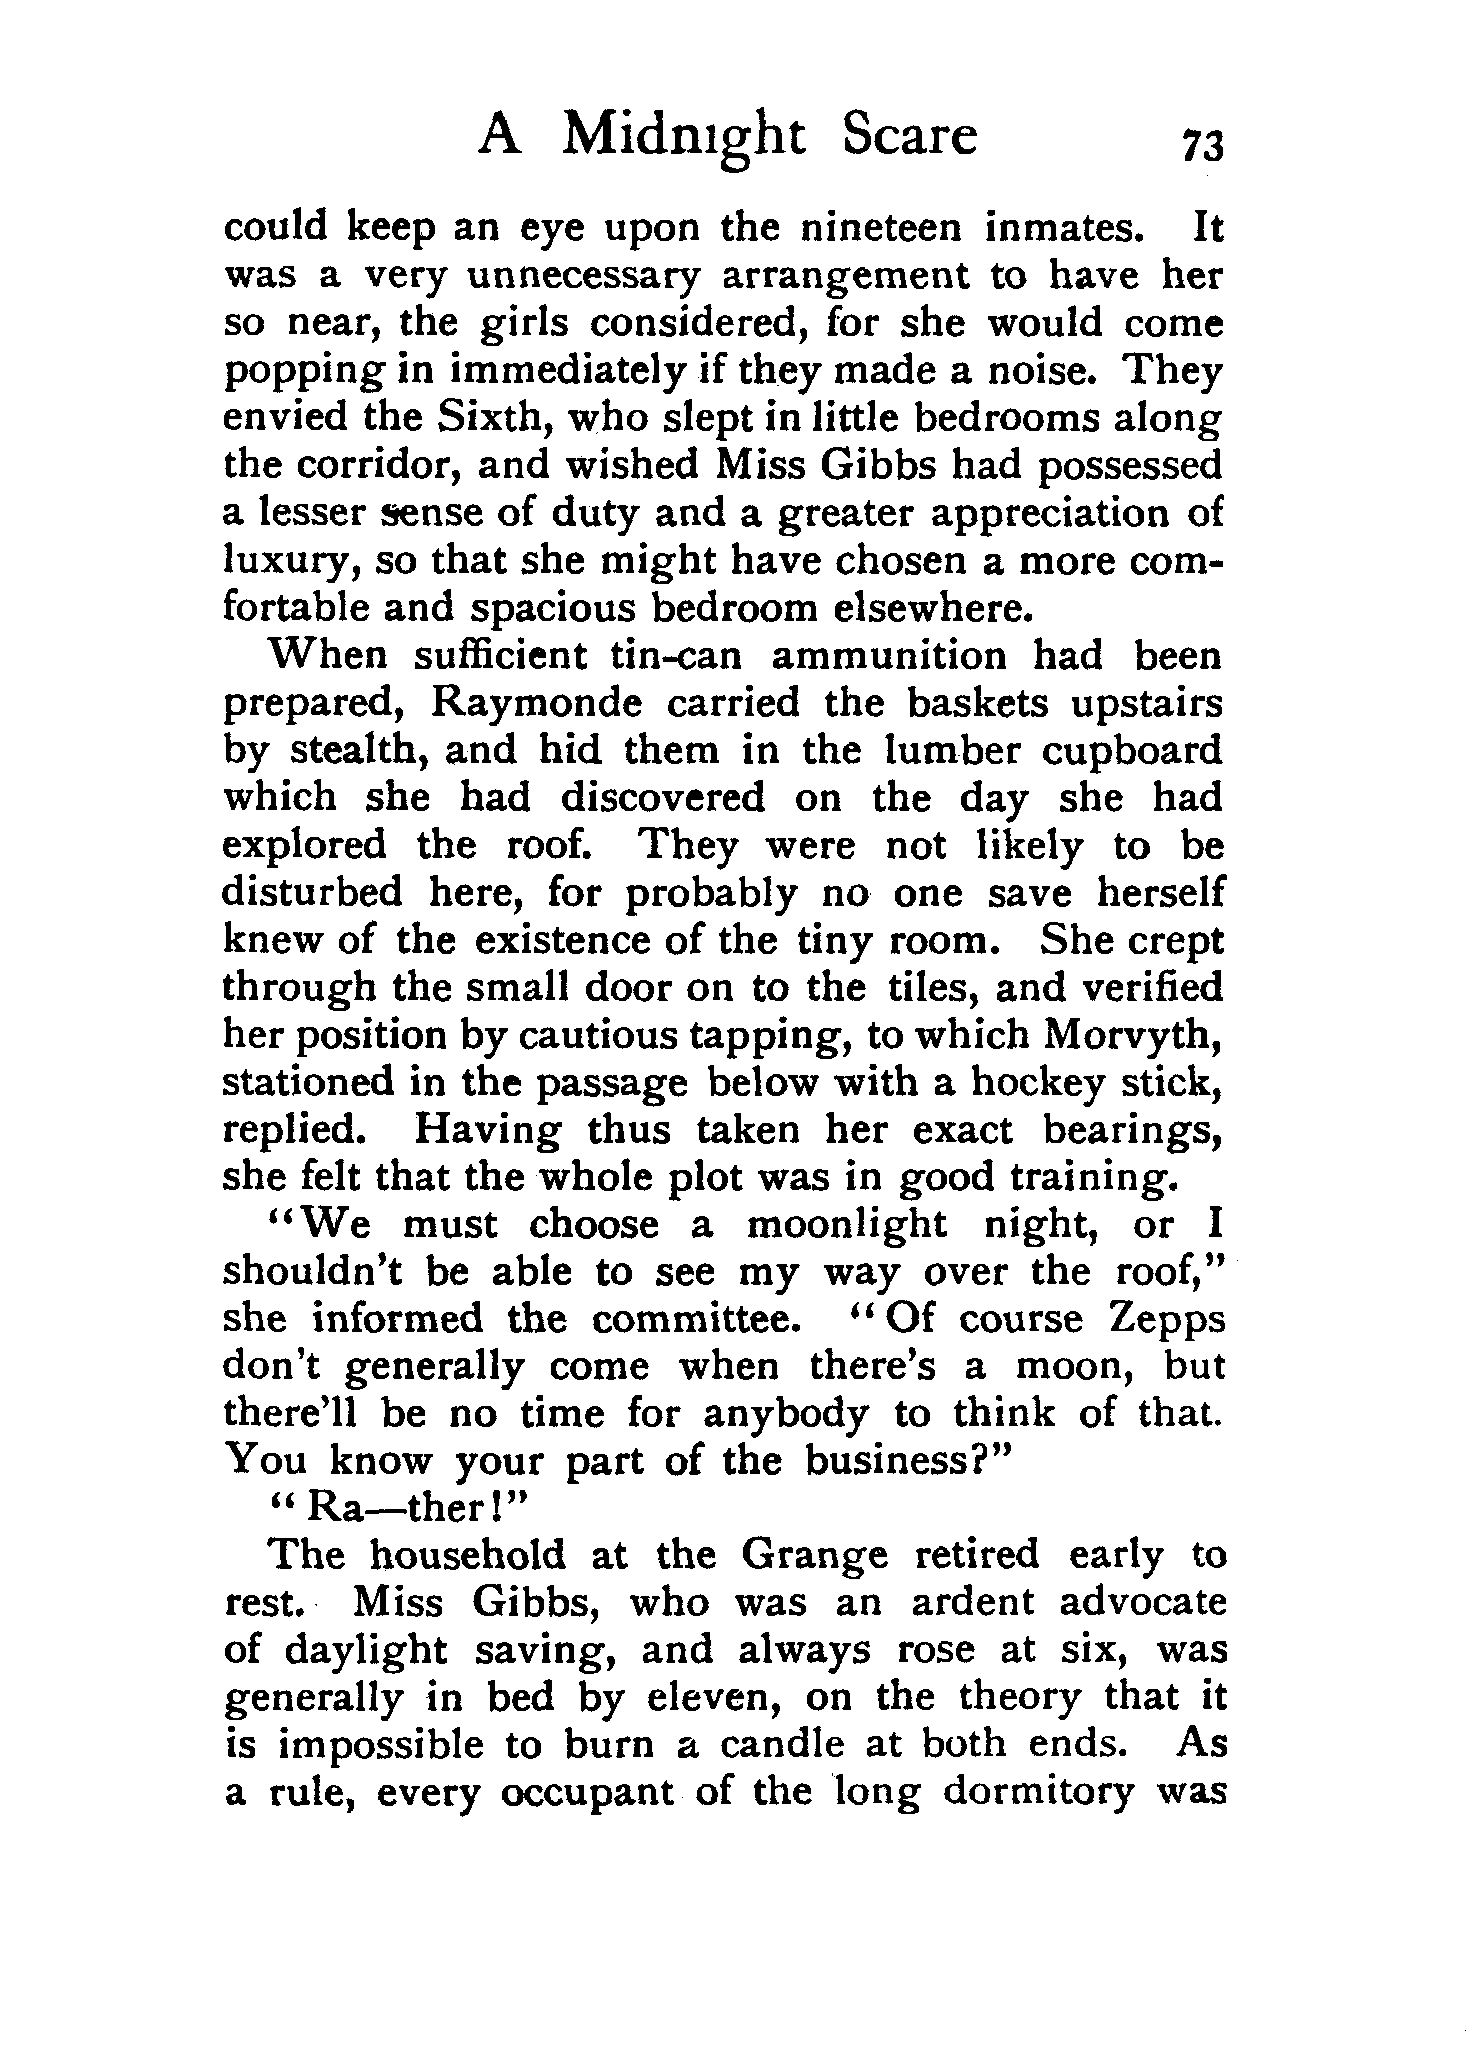 A Midnight Scare 73
could keep an eye upon the nineteen inmates. It
was a very unnecessary arrangement to have her
so near, the girls considered, for she would come
popping in immediately if they made a noise. They
envied the Sixth, who slept in little bedrooms along
the corridor, and wished Miss Gibbs had possessed
a lesser sense of duty and a greater appreciation of
luxury, so that she might have chosen a more com-
fortable and spacious bedroom elsewhere.
When sufficient tin-can ammunition had been
prepared, Raymonde carried the baskets upstairs
by stealth, and hid them in the lumber cupboard
which she had discovered on the day she had
explored the roof. They were not likely to be
disturbed here, for probably no one save herself
knew of the existence of the tiny room. She crept
through the small door on to the tiles, and verified
her position by cautious tapping, to which Morvyth,
stationed in the passage below with a hockey stick,
replied. Having thus taken her exact bearings,
she felt that the whole plot was in good training.
"We must choose a moonlight night, or I
shouldn't be able to see my way over the roof,"
she informed the committee. "Of course Zepps
don't generally come when there's a moon, but
there'll be no time for anybody to think of that.
You know your part of the business?"
"Ra—ther!"
The household at the Grange retired early to
rest. Miss Gibbs, who was an ardent advocate
of daylight saving, and always rose at six, was
generally in bed by eleven, on the theory that it
is impossible to burn a candle at both ends. As
a rule, every occupant of the long dormitory was